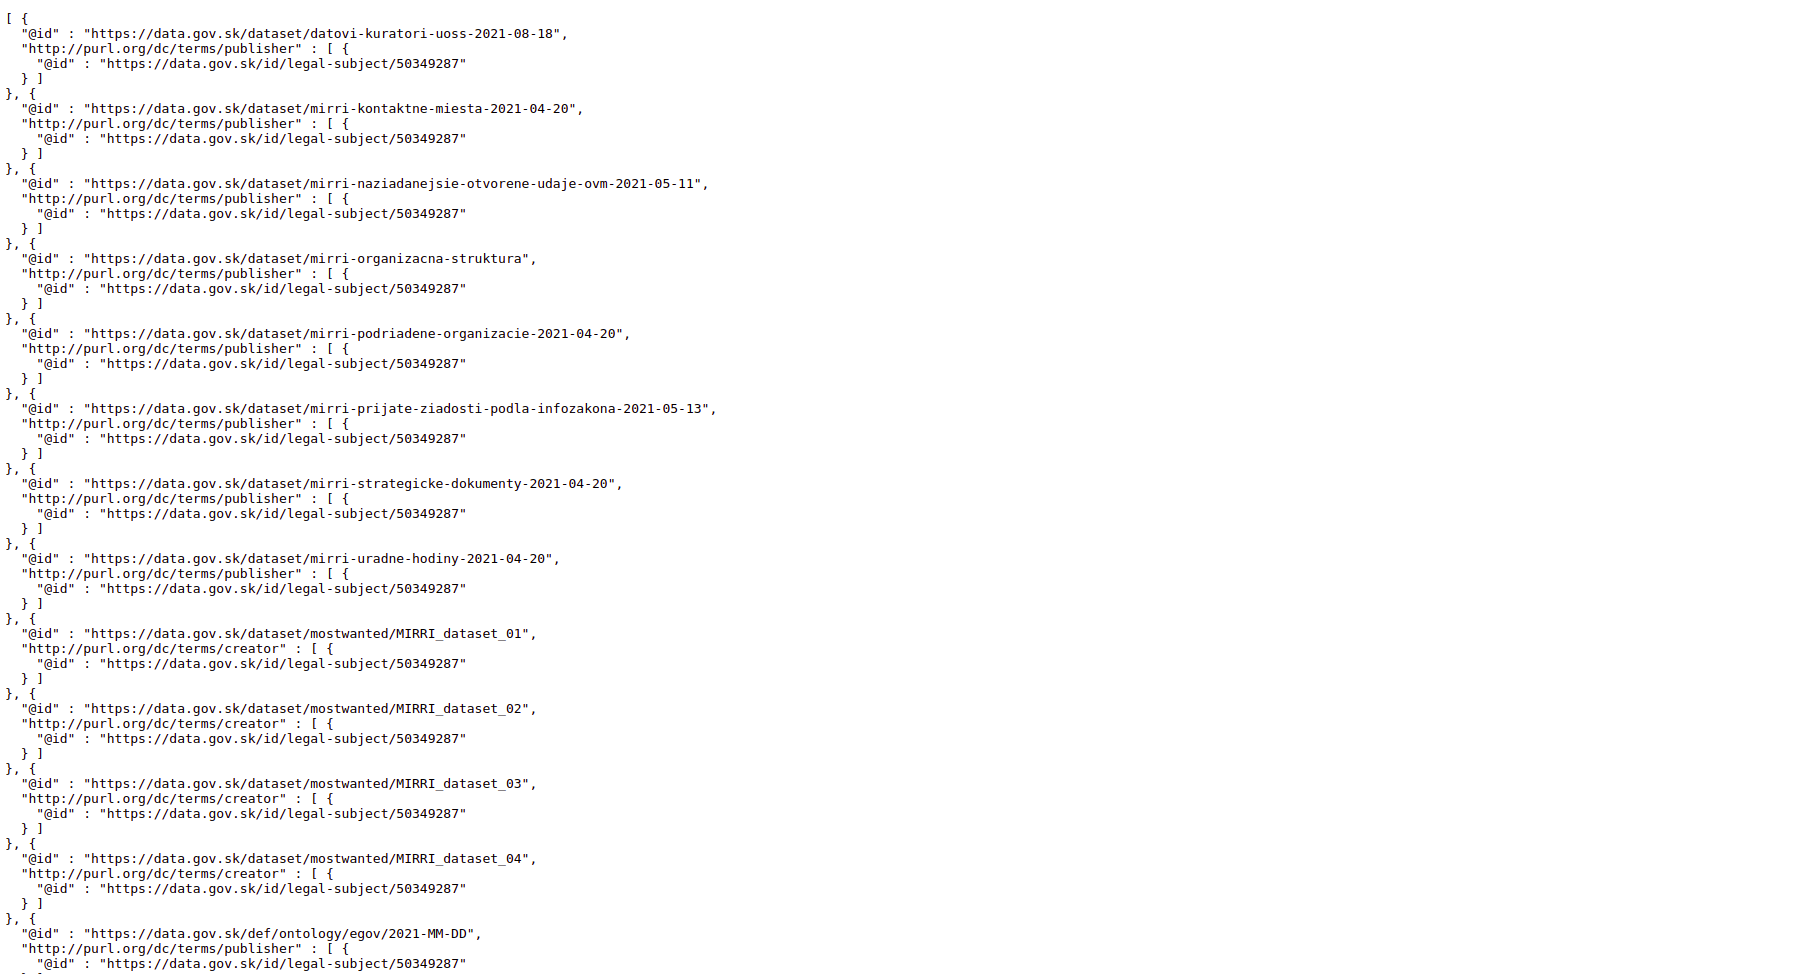 [ {
  "@id" : "https://data.gov.sk/dataset/datovi-kuratori-uoss-2021-08-18",
  "http://purl.org/dc/terms/publisher" : [ {
    "@id" : "https://data.gov.sk/id/legal-subject/50349287"
  } ]
}, {
  "@id" : "https://data.gov.sk/dataset/mirri-kontaktne-miesta-2021-04-20",
  "http://purl.org/dc/terms/publisher" : [ {
    "@id" : "https://data.gov.sk/id/legal-subject/50349287"
  } ]
}, {
  "@id" : "https://data.gov.sk/dataset/mirri-naziadanejsie-otvorene-udaje-ovm-2021-05-11",
  "http://purl.org/dc/terms/publisher" : [ {
    "@id" : "https://data.gov.sk/id/legal-subject/50349287"
  } ]
}, {
  "@id" : "https://data.gov.sk/dataset/mirri-organizacna-struktura",
  "http://purl.org/dc/terms/publisher" : [ {
    "@id" : "https://data.gov.sk/id/legal-subject/50349287"
  } ]
}, {
  "@id" : "https://data.gov.sk/dataset/mirri-podriadene-organizacie-2021-04-20",
  "http://purl.org/dc/terms/publisher" : [ {
    "@id" : "https://data.gov.sk/id/legal-subject/50349287"
  } ]
}, {
  "@id" : "https://data.gov.sk/dataset/mirri-prijate-ziadosti-podla-infozakona-2021-05-13",
  "http://purl.org/dc/terms/publisher" : [ {
    "@id" : "https://data.gov.sk/id/legal-subject/50349287"
  } ]
}, {
  "@id" : "https://data.gov.sk/dataset/mirri-strategicke-dokumenty-2021-04-20",
  "http://purl.org/dc/terms/publisher" : [ {
    "@id" : "https://data.gov.sk/id/legal-subject/50349287"
  } ]
}, {
  "@id" : "https://data.gov.sk/dataset/mirri-uradne-hodiny-2021-04-20",
  "http://purl.org/dc/terms/publisher" : [ {
    "@id" : "https://data.gov.sk/id/legal-subject/50349287"
  } ]
}, {
  "@id" : "https://data.gov.sk/dataset/mostwanted/MIRRI_dataset_01",
  "http://purl.org/dc/terms/creator" : [ {
    "@id" : "https://data.gov.sk/id/legal-subject/50349287"
  } ]
}, {
  "@id" : "https://data.gov.sk/dataset/mostwanted/MIRRI_dataset_02",
  "http://purl.org/dc/terms/creator" : [ {
    "@id" : "https://data.gov.sk/id/legal-subject/50349287"
  } ]
}, {
  "@id" : "https://data.gov.sk/dataset/mostwanted/MIRRI_dataset_03",
  "http://purl.org/dc/terms/creator" : [ {
    "@id" : "https://data.gov.sk/id/legal-subject/50349287"
  } ]
}, {
  "@id" : "https://data.gov.sk/dataset/mostwanted/MIRRI_dataset_04",
  "http://purl.org/dc/terms/creator" : [ {
    "@id" : "https://data.gov.sk/id/legal-subject/50349287"
  } ]
}, {
  "@id" : "https://data.gov.sk/def/ontology/egov/2021-MM-DD",
  "http://purl.org/dc/terms/publisher" : [ {
    "@id" : "https://data.gov.sk/id/legal-subject/50349287"